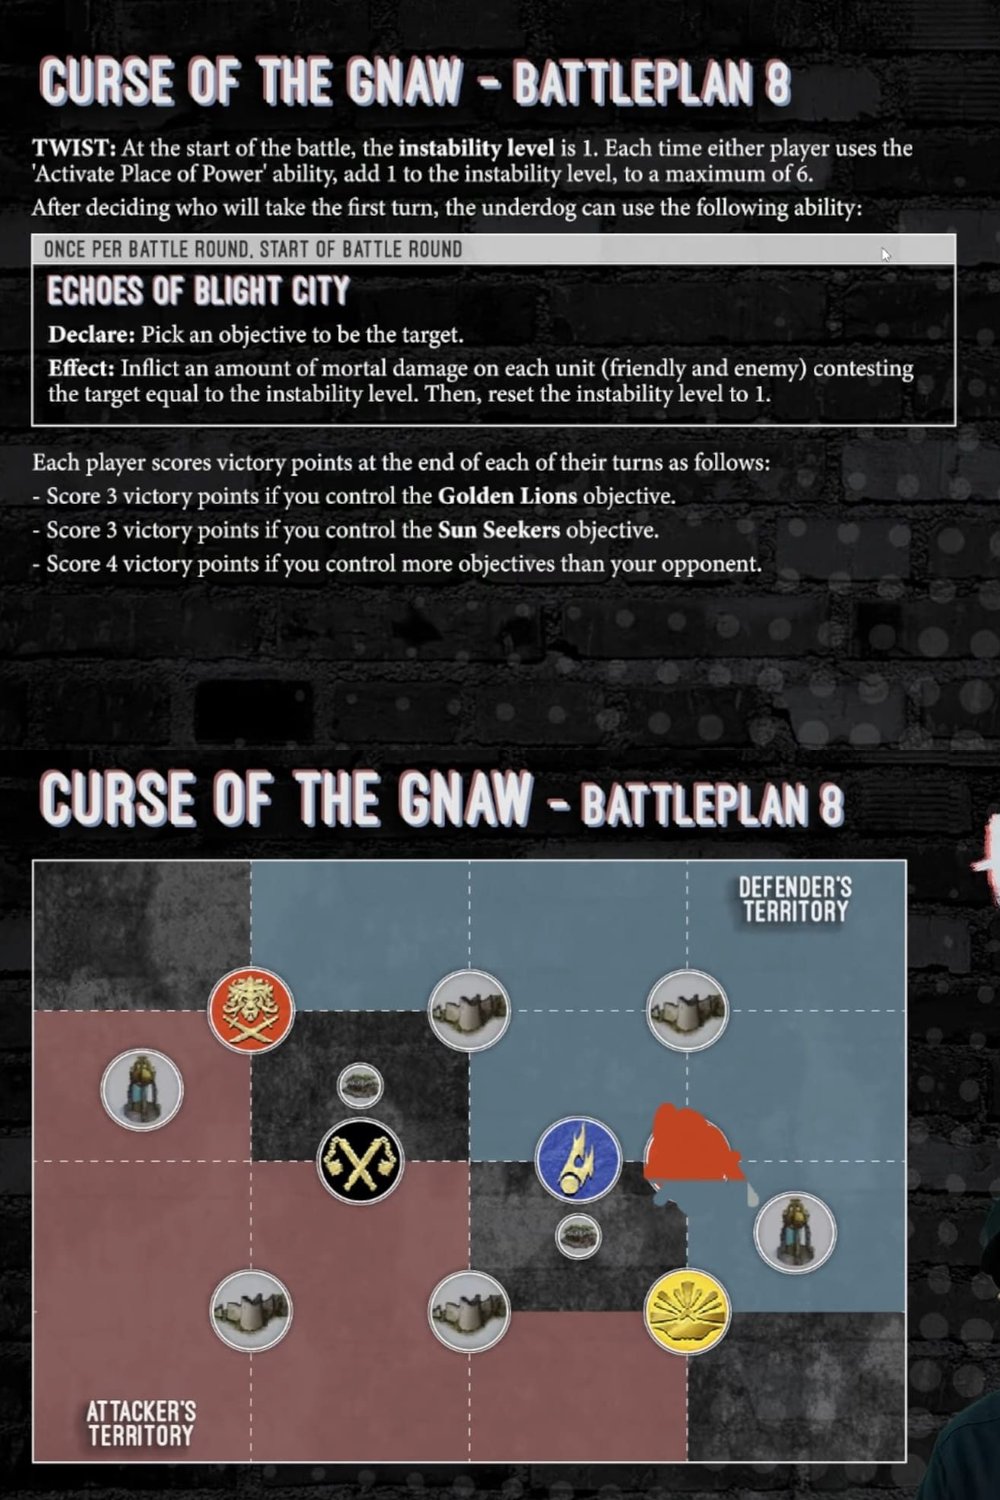 CURSE OF THE GNAW - BATTLEPLAN 8
TWIST: At the start of the battle, the instability level is 1. Each time either player uses the
'Activate Place of Power' ability, add 1 to the instability level, to a maximum of 6.
After deciding who will take the first turn, the underdog can use the following ability:
ONCE PER BATTLE ROUND, START OF BATTLE ROUND
ECHOES OF BLIGHT CITY
Declare: Pick an objective to be the target.
Effect: Inflict an amount of mortal damage on each unit (friendly and enemy) contesting
the target equal to the instability level. Then, reset the instability level to 1.
Each player scores victory points at the end of each of their turns as follows:
- Score 3 victory points if you control the Golden Lions objective.
- Score 3 victory points if you control the Sun Seekers objective.
- Score 4 victory points if you control more objectives than your opponent.
CURSE OF THE GNAW - BATTLEPLAN 8
DEFENDER'S
TERRITORY
ATTACKER'S
TERRITORY